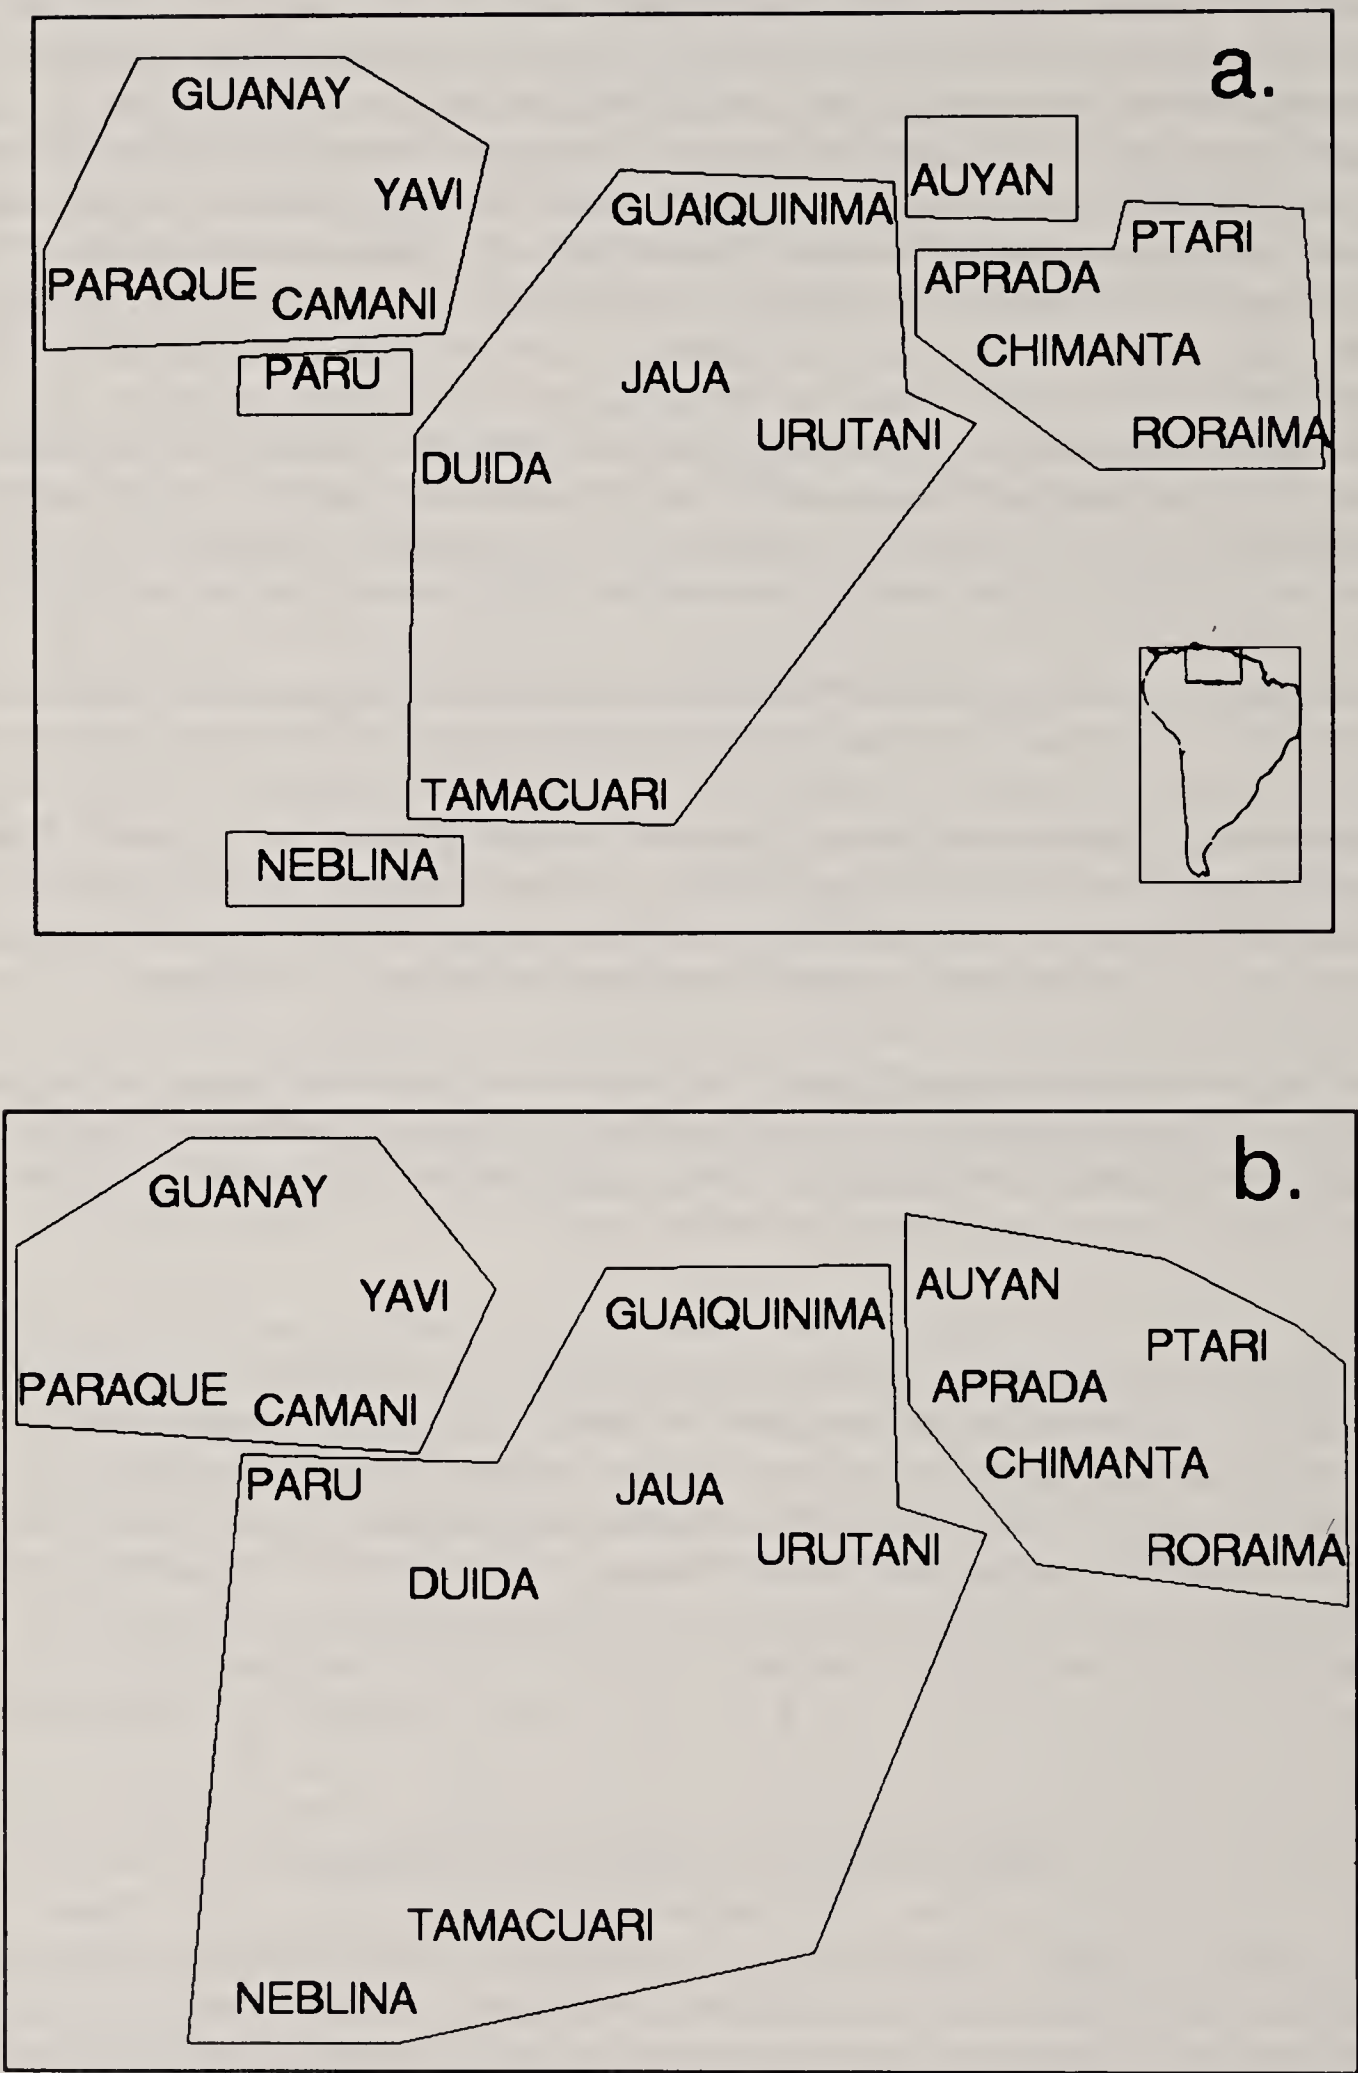 a.
GUANAY
AUYAN
YAVI
GUAIQUINIMA
PTARI
PARAQUE
CAMANI
APRADA
CHIMANTA
PARU
JAUA
URUTANI
RORAIMA
DUIDA
TAMACUARI
NEBLINA
b.
GUANAY
AUYAN
YAVI
GUAIQUINIMA
PTARI
PARAQUE
CAMANI
APRADA
CHIMANTA
PARU
JAUA
URUTANI
RORAIMA
DUIDA
TAMACUARI
NEBLINA